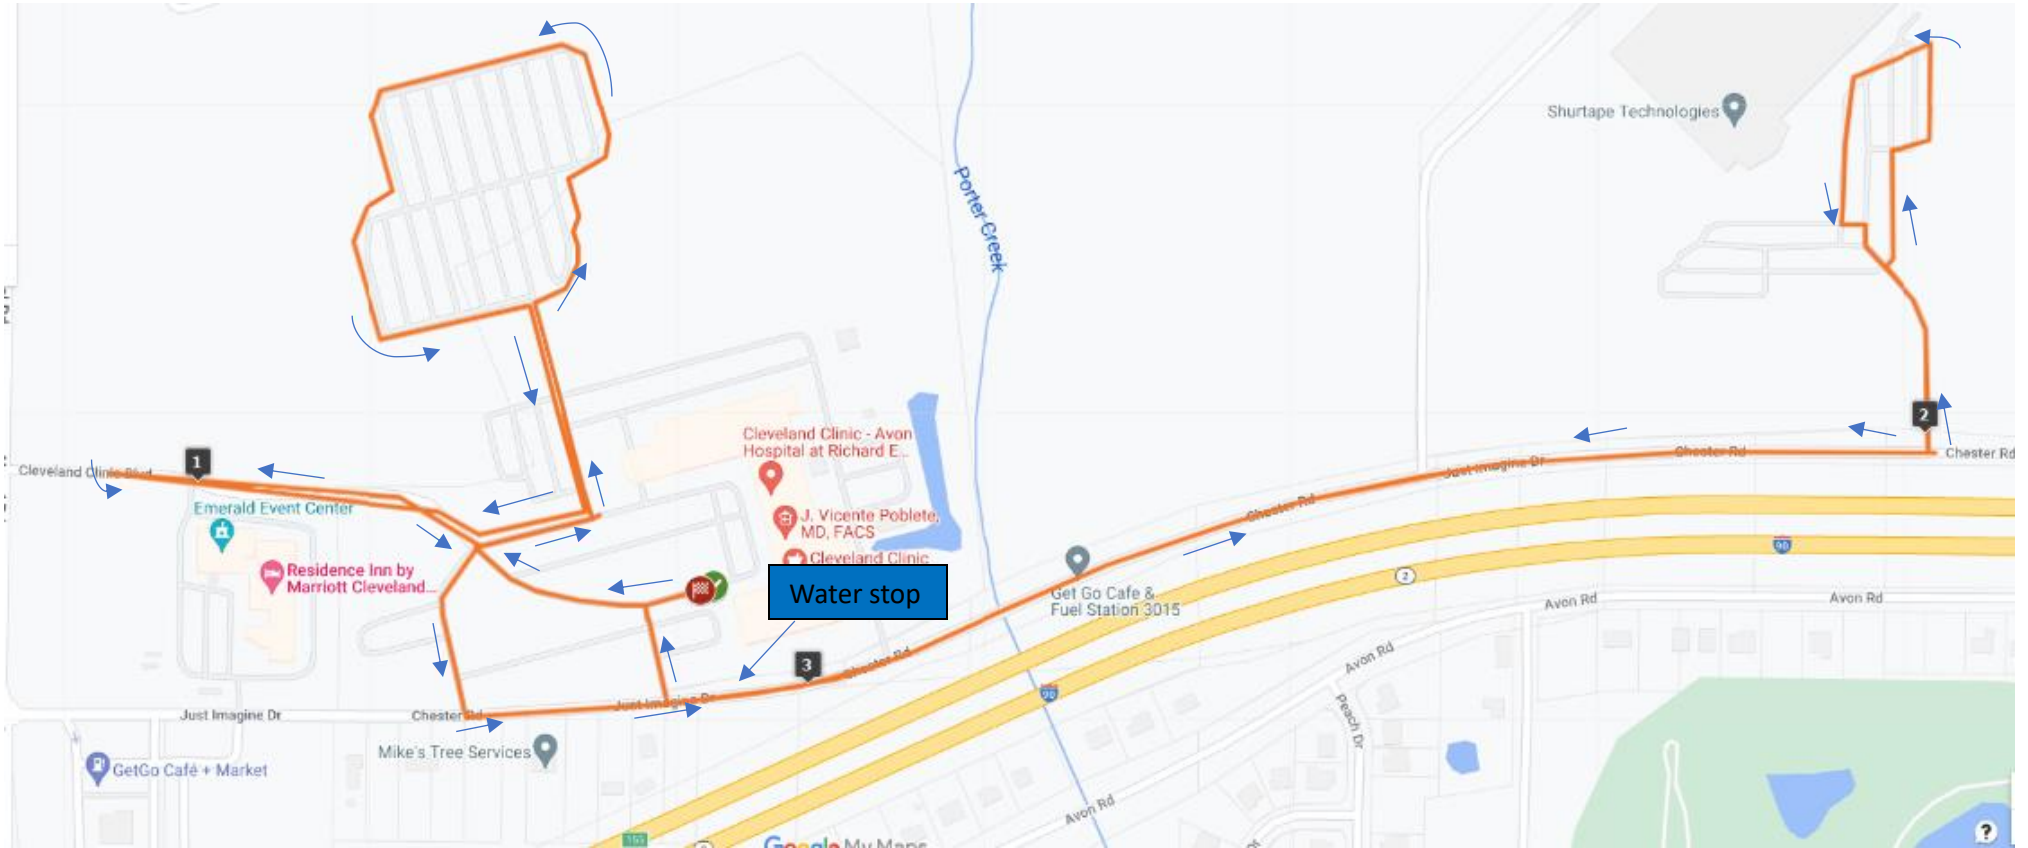 Shurtape Technologies
Porter Creek
Cleveland Clinic - Avon
Hospital at Richard E...
1
2
Cleveland Clinic Blvd
Chester Rd
Chester Rd
Just Imagine Dr
Chester Rd
Emerald Event Center
J. Vicente Poblete,
MD, FACS
Cleveland Clinic
90
Residence Inn by
Marriott Cleveland...
Water stop
2
Get Go Cafe &
Fuel Station 3015
Avon Rd
Avon Rd
3
Chester Rd
Avon Rd
90
Just Imagine Dr
Just Imagine Dr
Chester Rd
Peach Dr
Mike's Tree Services
GetGo Café + Market
Avon Rd
Google My Maps
?